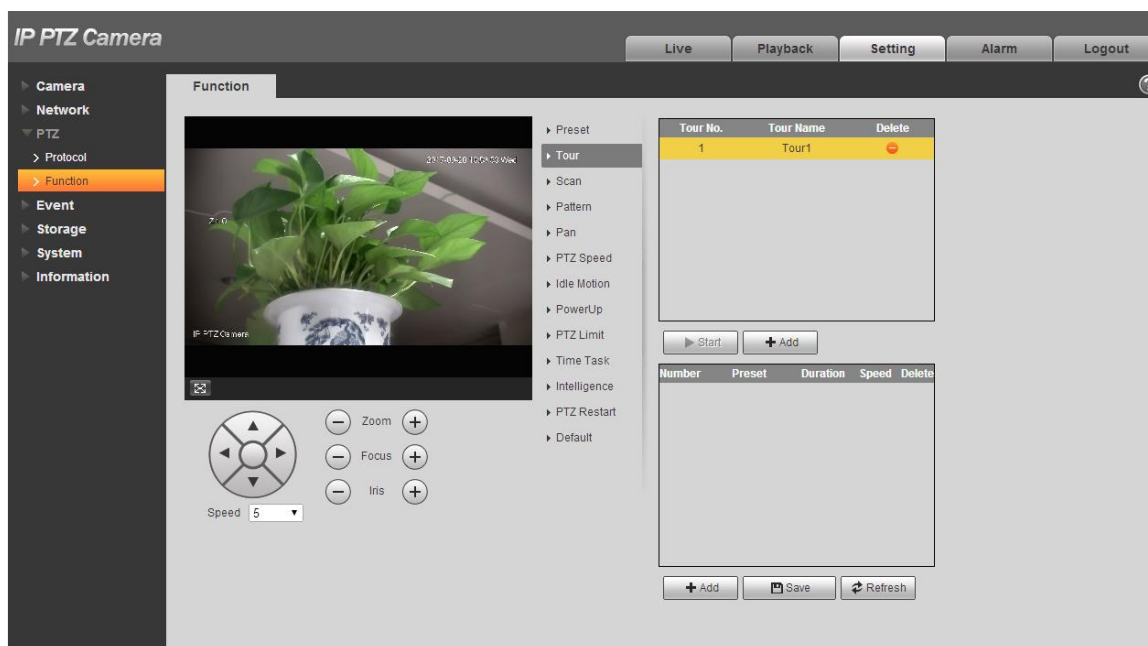 IP PTZ Camera
Live Playback Setting Alarm Logout
Camera
Network
PTZ
Protocol
Function
Event
Storage
System
Information
Function
IP PTZ Camera
Zoom
Focus
Iris
Speed 5
Preset
Tour
Scan
Pattern
Pan
PTZ Speed
Idle Motion
PowerUp
PTZ Limit
Time Task
Intelligence
PTZ Restart
Default
Tour No. Tour Name Delete
1 Tour1
Start Add
Number Preset Duration Speed Delete
Add Save Refresh